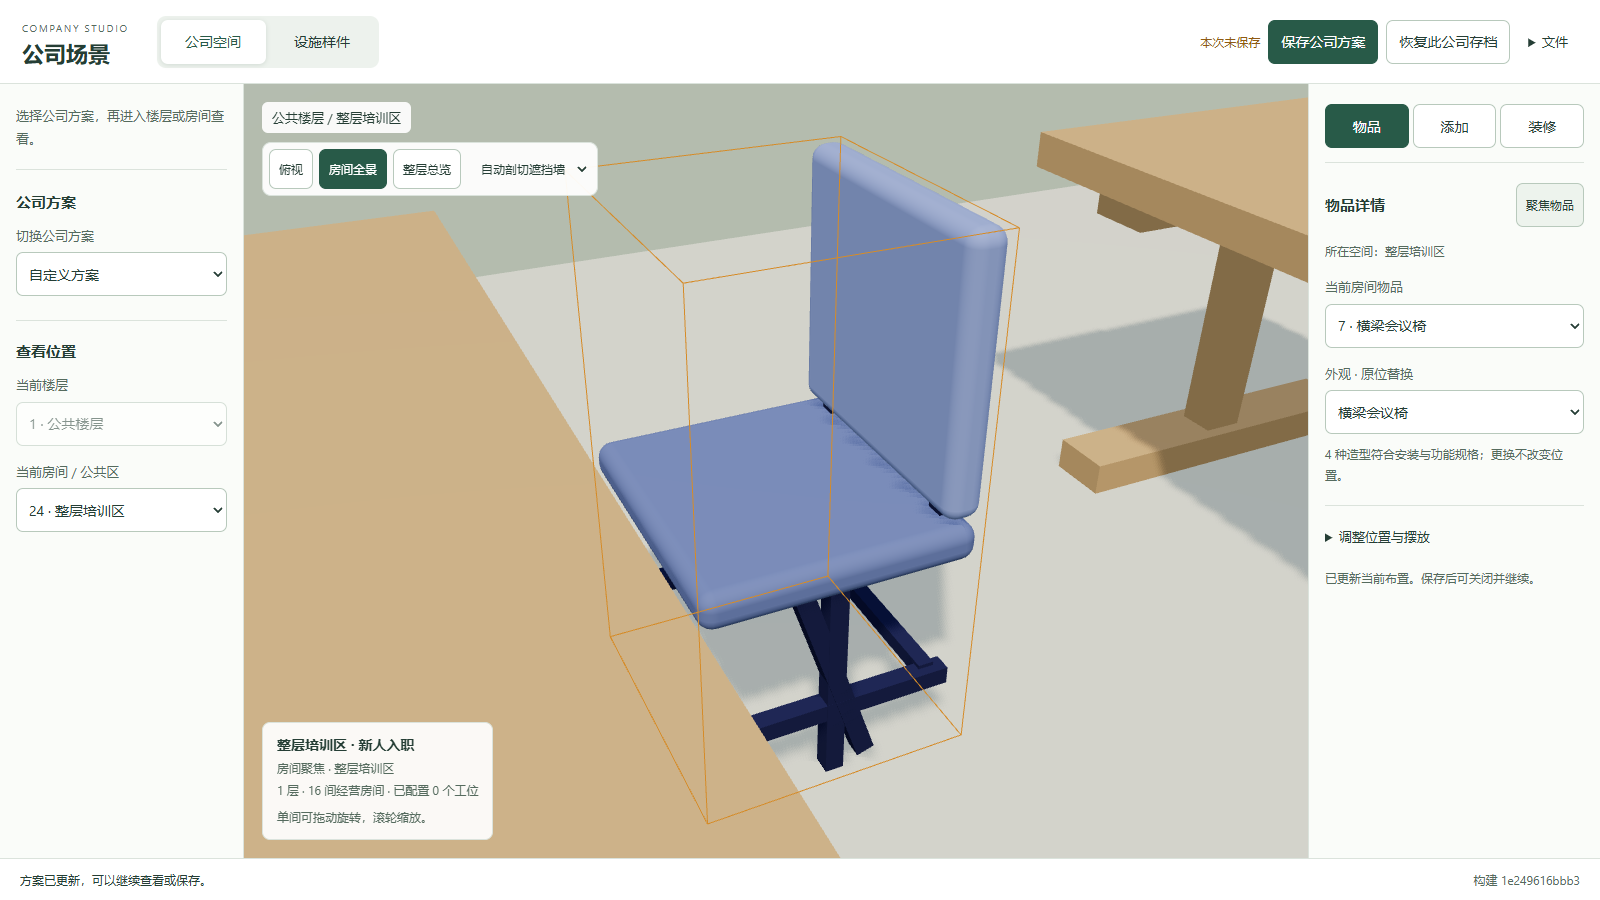 COMPANY STUDIO
公司场景
公司空间
设施样件
本次未保存
保存公司方案
恢复此公司存档
▶ 文件
选择公司方案，再进入楼层或房间查
看。
公司方案
切换公司方案
自定义方案
查看位置
当前楼层
1 · 公共楼层
当前房间 / 公共区
24 · 整层培训区
公共楼层 / 整层培训区
俯视
房间全景
整层总览
自动剖切遮挡墙
整层培训区 · 新人入职
房间聚焦 · 整层培训区
1 层 · 16 间经营房间 · 已配置 0 个工位
单间可拖动旋转，滚轮缩放。
物品
添加
装修
物品详情
聚焦物品
所在空间：整层培训区
当前房间物品
7 · 横梁会议椅
外观 · 原位替换
横梁会议椅
4 种造型符合安装与功能规格；更换不改变位
置。
▶ 调整位置与摆放
已更新当前布置。保存后可关闭并继续。
方案已更新，可以继续查看或保存。
构建 1e249616bbb3